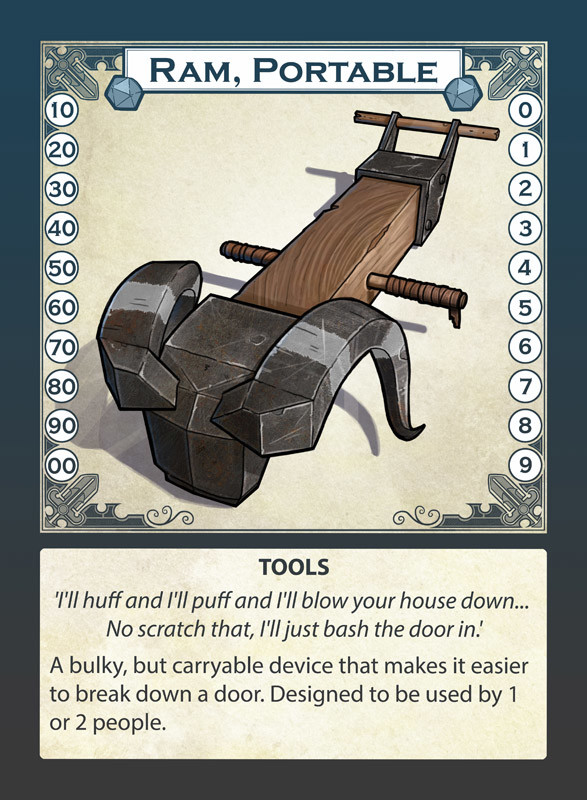 RAM, PORTABLE
10
20
30
40
50
60
70
80
90
00
0
1
2
3
4
5
6
7
8
9
TOOLS
'I'll huff and I'll puff and I'll blow your house down...
No scratch that, I'll just bash the door in.'
A bulky, but carryable device that makes it easier
to break down a door. Designed to be used by 1
or 2 people.